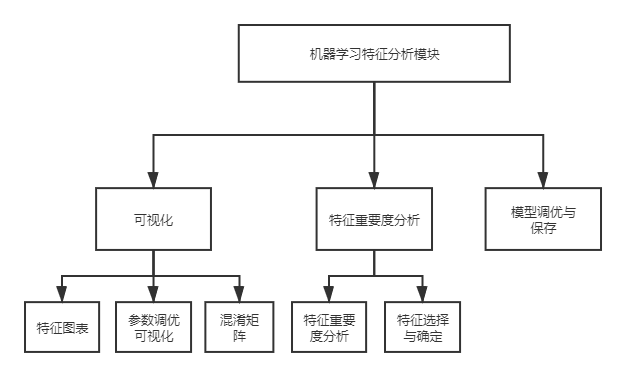 机器学习特征分析模块
可视化
特征重要度分析
模型调优与
保存
特征图表
参数调优
可视化
混淆矩
阵
特征重要
度分析
特征选择
与确定